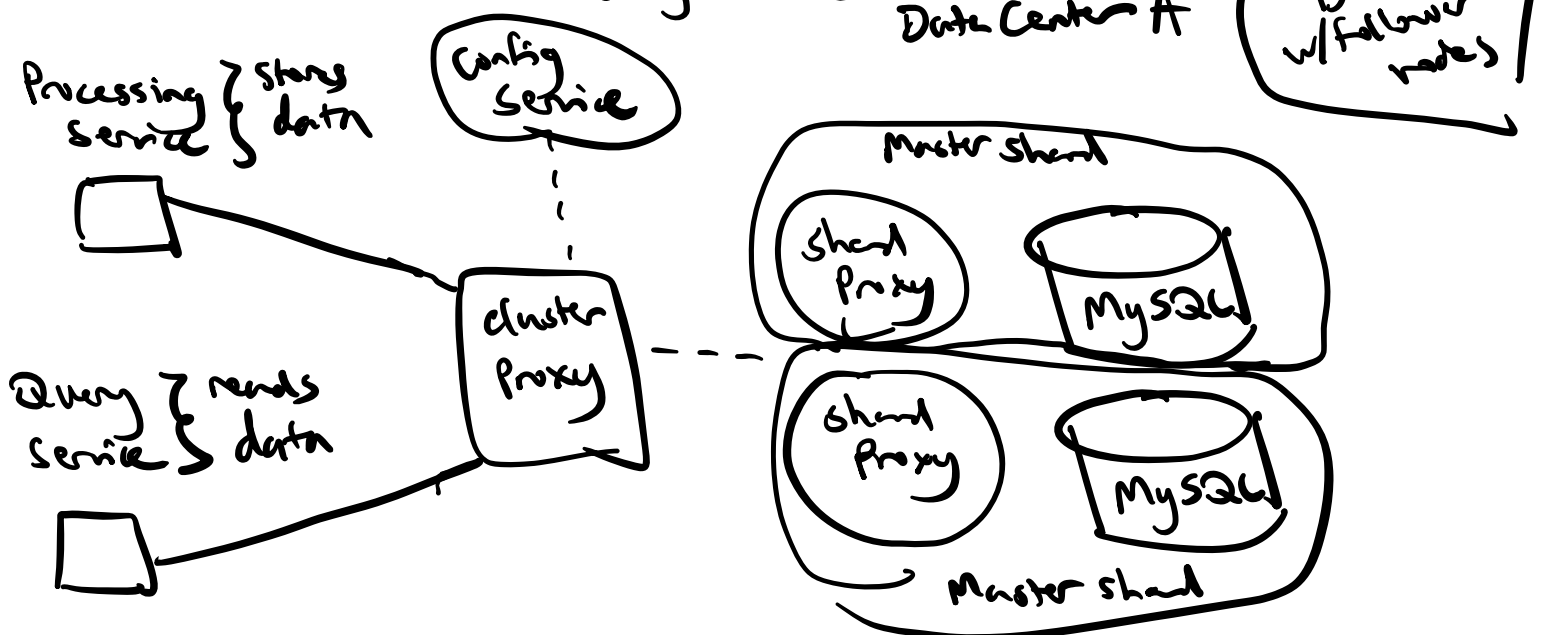 Data Center A
w/ follower
nodes
Processing
Service
stores
data
Config
Service
Master Shard
Shard
Proxy
MySQL
Cluster
Proxy
Query
Service
reads
data
Shard
Proxy
MySQL
Master Shard